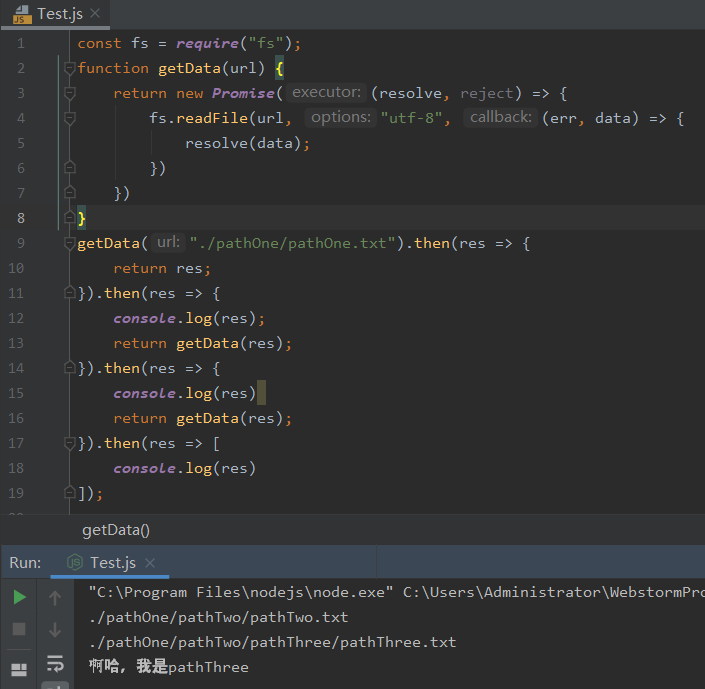 Test.js
1 const fs = require("fs");
2 function getData(url) {
3 return new Promise( executor: (resolve, reject) => {
4 fs.readFile(url, options: "utf-8", callback: (err, data) => {
5 resolve(data);
6 })
7 })
8 }
9 getData( url: "./pathOne/pathOne.txt").then(res => {
10 return res;
11 }).then(res => {
12 console.log(res);
13 return getData(res);
14 }).then(res => {
15 console.log(res)
16 return getData(res);
17 }).then(res => [
18 console.log(res)
19 ]);
getData()
Run: Test.js
"C:\Program Files\nodejs\node.exe" C:\Users\Administrator\WebstormPro
./pathOne/pathTwo/pathTwo.txt
./pathOne/pathTwo/pathThree/pathThree.txt
啊哈，我是pathThree